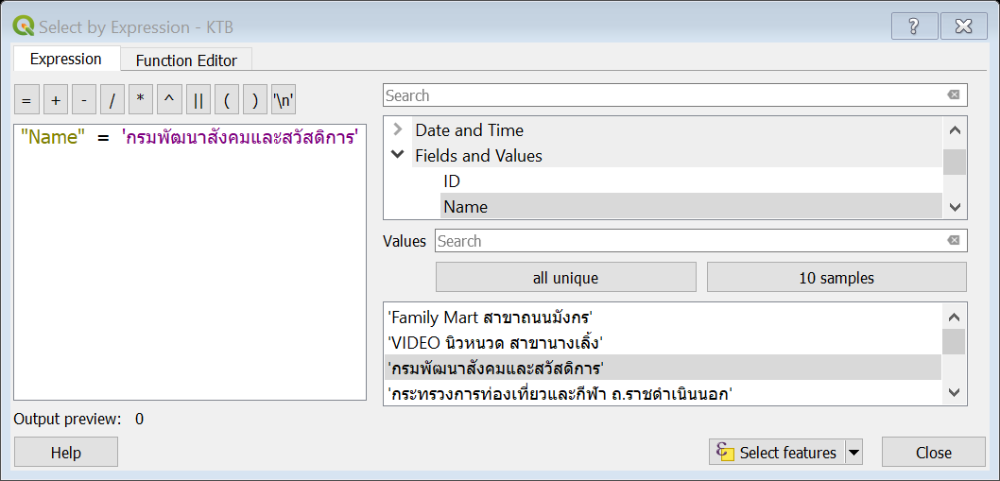 Select by Expression - KTB
Expression
Function Editor
= + - / * ^ || ( ) '\n'
"Name" = 'กรมพัฒนาสังคมและสวัสดิการ'
Search
Date and Time
Fields and Values
ID
Name
Values Search
all unique
10 samples
'Family Mart สาขาถนนมังกร'
'VIDEO นิวหนวด สาขานางเลิ้ง'
'กรมพัฒนาสังคมและสวัสดิการ'
'กระทรวงการท่องเที่ยวและกีฬา ถ.ราชดำเนินนอก'
Output preview: 0
Help
Select features
Close